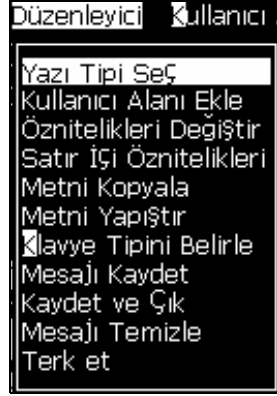 Düzenleyici Kullanıcı
Yazı Tipi Seç
Kullanıcı Alanı Ekle
Öznitelikleri Değiştir
Satır İçi Öznitelikleri
Metni Kopyala
Metni Yapıştır
Klavye Tipini Belirle
Mesajı Kaydet
Kaydet ve Çık
Mesajı Temizle
Terk et